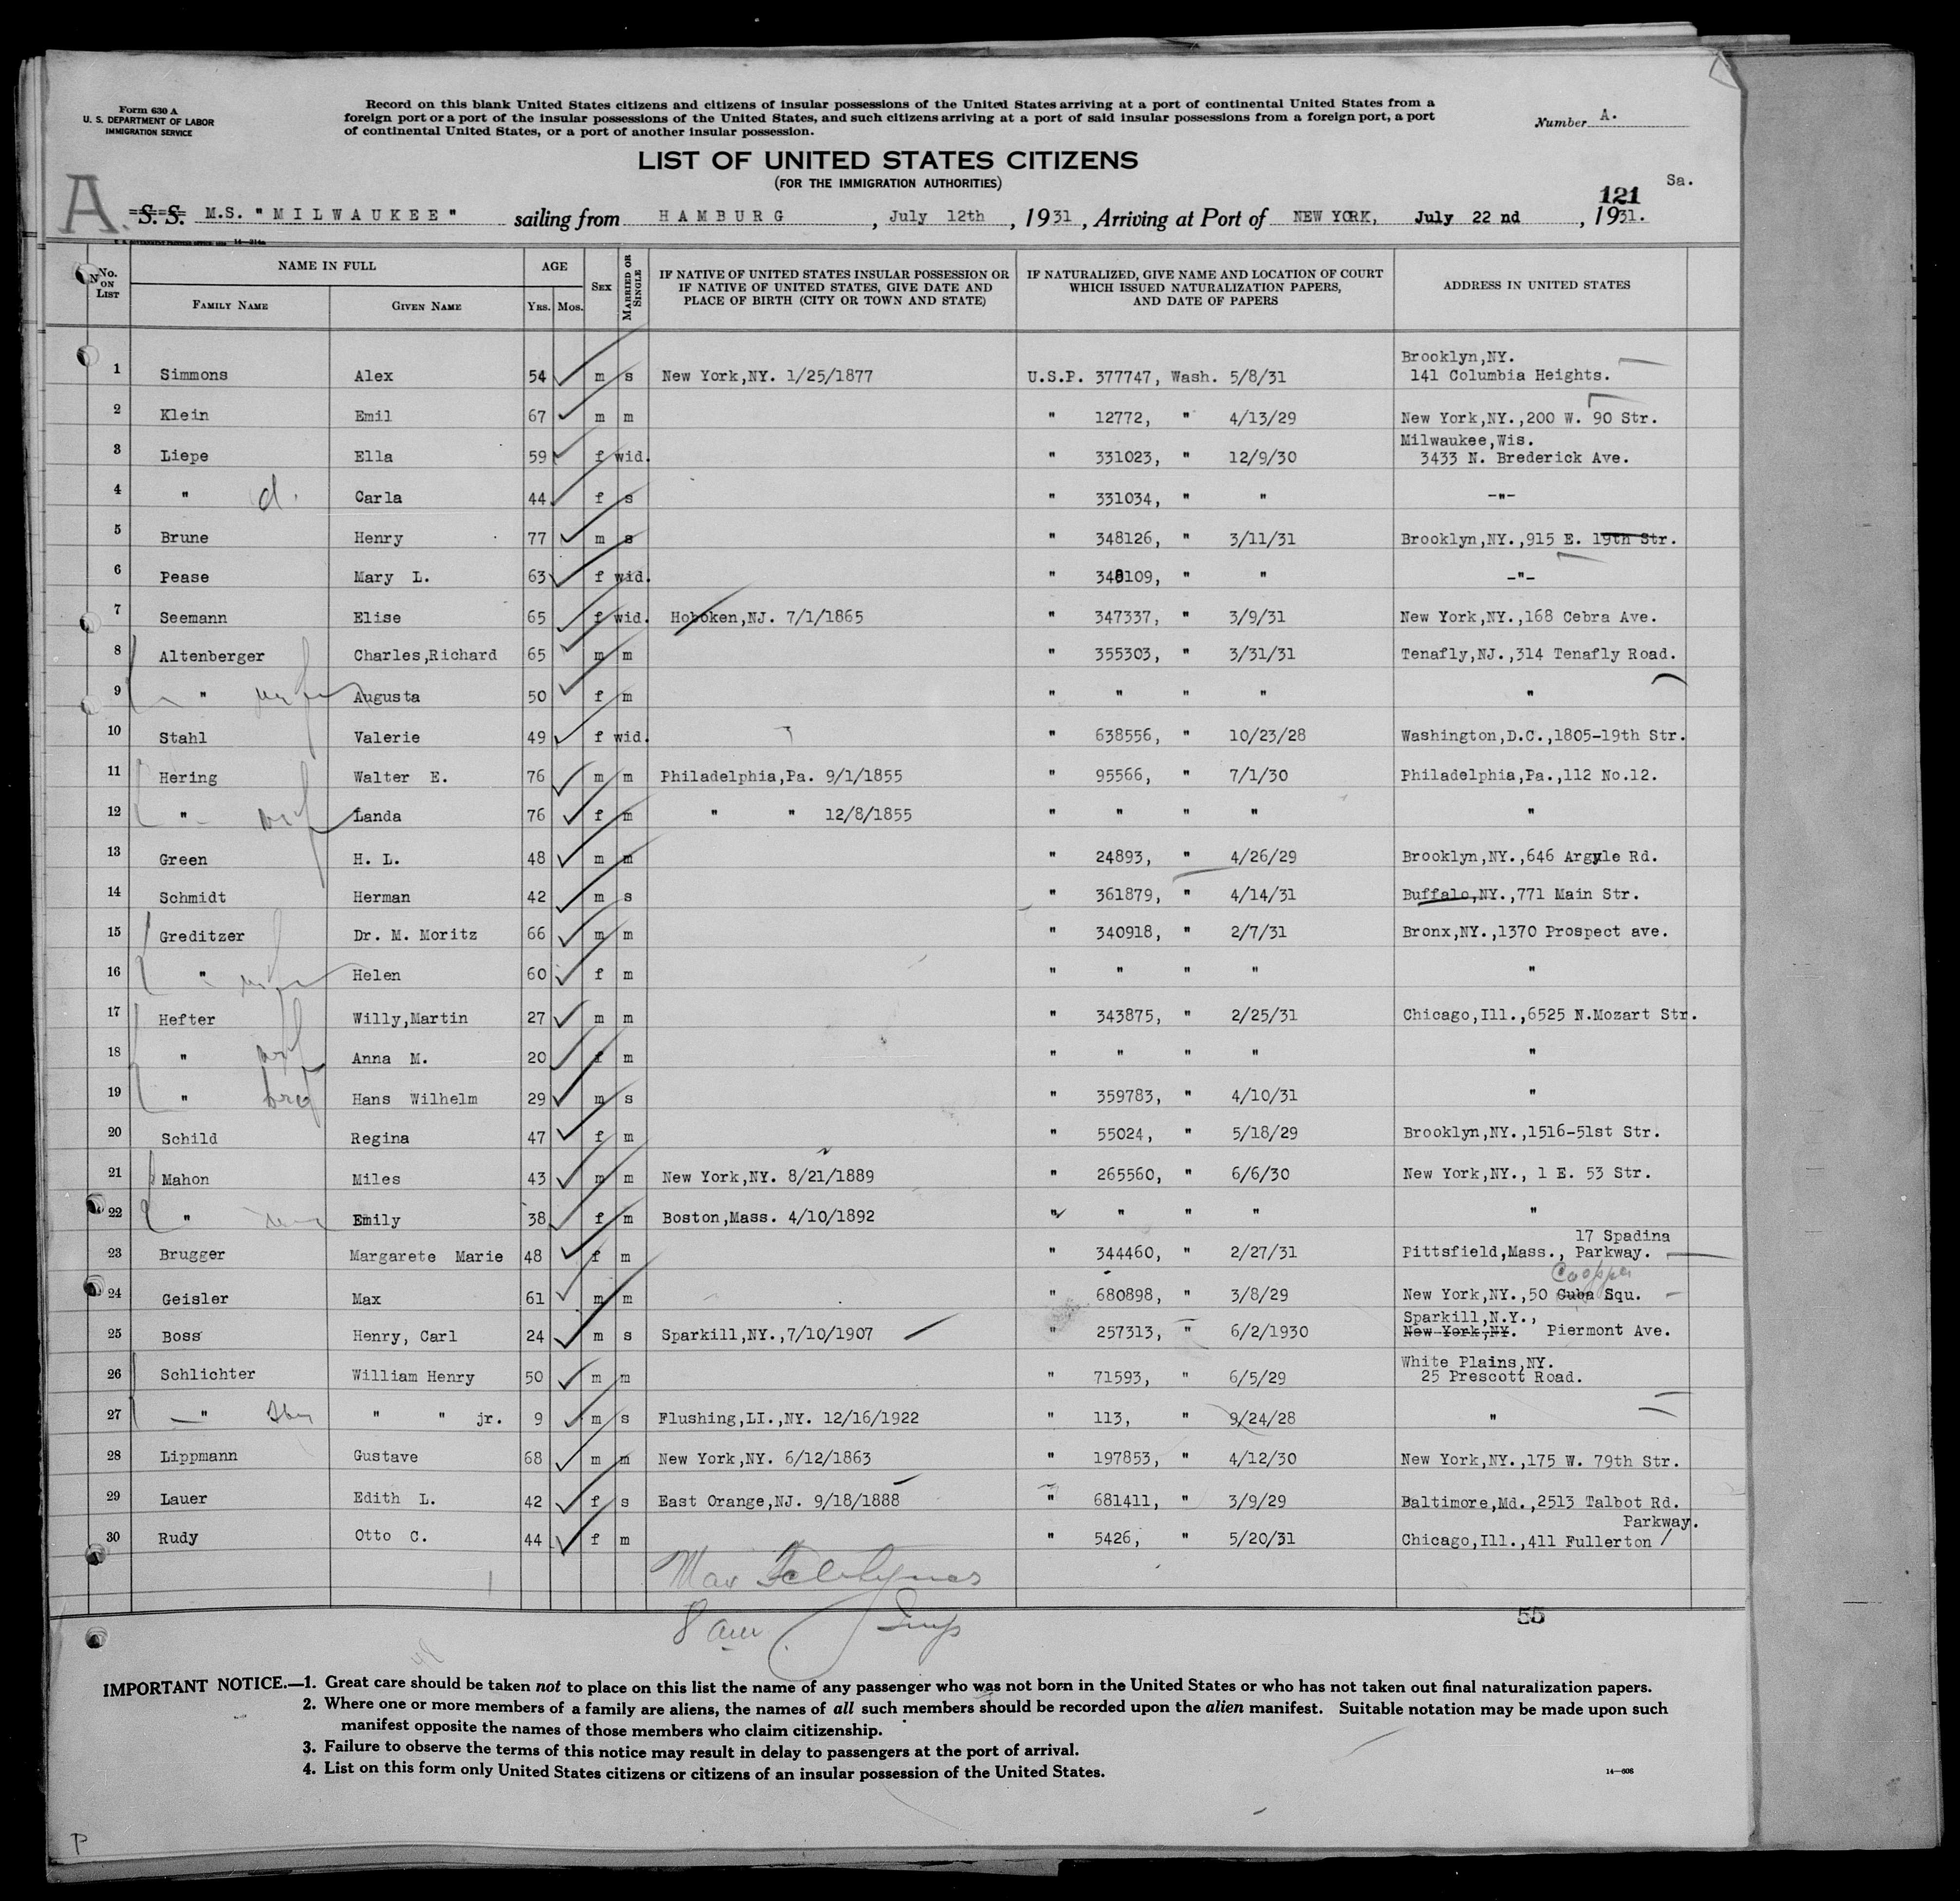 Form 630 A
U. S. DEPARTMENT OF LABOR
IMMIGRATION SERVICE
Record on this blank United States citizens and citizens of insular possessions of the United States arriving at a port of continental United States from a
foreign port or a port of the insular possessions of the United States, and such citizens arriving at a port of said insular possessions from a foreign port, a port
of continental United States, or a port of another insular possession.
Number A.
LIST OF UNITED STATES CITIZENS
(FOR THE IMMIGRATION AUTHORITIES)
Sa.
121
A. S. S. M.S. "MILWAUKEE" sailing from HAMBURG, July 12th, 1931, Arriving at Port of NEW YORK, July 22 nd, 1931.
No. ON LIST NAME IN FULL AGE SEX MARRIED OR SINGLE IF NATIVE OF UNITED STATES INSULAR POSSESSION OR IF NATIVE OF UNITED STATES, GIVE DATE AND PLACE OF BIRTH (CITY OR TOWN AND STATE) IF NATURALIZED, GIVE NAME AND LOCATION OF COURT WHICH ISSUED NATURALIZATION PAPERS, AND DATE OF PAPERS ADDRESS IN UNITED STATES
FAMILY NAME GIVEN NAME YRS. MOS.
1 Simmons Alex 54 m s New York,NY. 1/25/1877 U.S.P. 377747, Wash. 5/8/31 Brooklyn,NY. 141 Columbia Heights.
2 Klein Emil 67 m m " 12772, " 4/13/29 New York,NY.,200 W. 90 Str.
3 Liepe Ella 59 f wid. " 331023, " 12/9/30 Milwaukee,Wis. 3433 N. Brederick Ave.
4 " d. Carla 44 f s " 331034, " " -"-
5 Brune Henry 77 m s " 348126, " 3/11/31 Brooklyn,NY.,915 E. 19th Str.
6 Pease Mary L. 63 f wid. " 348109, " " -"-
7 Seemann Elise 65 f wid. Hoboken,NJ. 7/1/1865 " 347337, " 3/9/31 New York,NY.,168 Cebra Ave.
8 Altenberger Charles,Richard 65 m m " 355303, " 3/31/31 Tenafly,NJ.,314 Tenafly Road.
9 " wf Augusta 50 f m " " " " "
10 Stahl Valerie 49 f wid. " 638556, " 10/23/28 Washington,D.C.,1805-19th Str.
11 Hering Walter E. 76 m m Philadelphia,Pa. 9/1/1855 " 95566, " 7/1/30 Philadelphia,Pa.,112 No.12.
12 " wf Landa 76 f m " " 12/8/1855 " " " " "
13 Green H. L. 48 m m " 24893, " 4/26/29 Brooklyn,NY.,646 Argyle Rd.
14 Schmidt Herman 42 m s " 361879, " 4/14/31 Buffalo,NY.,771 Main Str.
15 Greditzer Dr. M. Moritz 66 m m " 340918, " 2/7/31 Bronx,NY.,1370 Prospect ave.
16 " wf Helen 60 f m " " " " "
17 Hefter Willy,Martin 27 m m " 343875, " 2/25/31 Chicago,Ill.,6525 N.Mozart Str.
18 " wf Anna M. 20 f m " " " " "
19 " bro Hans Wilhelm 29 m s " 359783, " 4/10/31 "
20 Schild Regina 47 f m " 55024, " 5/18/29 Brooklyn,NY.,1516-51st Str.
21 Mahon Miles 43 m m New York,NY. 8/21/1889 " 265560, " 6/6/30 New York,NY., 1 E. 53 Str.
22 " Emily 38 f m Boston,Mass. 4/10/1892 " " " " "
23 Brugger Margarete Marie 48 f m " 344460, " 2/27/31 Pittsfield,Mass., 17 Spadina Parkway.
24 Geisler Max 61 m m " 680898, " 3/8/29 New York,NY.,50 Cuba Cooper Squ.
25 Boss Henry, Carl 24 m s Sparkill,NY.,7/10/1907 " 257313, " 6/2/1930 Sparkill,N.Y., New York,NY. Piermont Ave.
26 Schlichter William Henry 50 m m " 71593, " 6/5/29 White Plains,NY. 25 Prescott Road.
27 " " " jr. 9 m s Flushing,LI.,NY. 12/16/1922 " 113, " 9/24/28 "
28 Lippmann Gustave 68 m m New York,NY. 6/12/1863 " 197853, " 4/12/30 New York,NY.,175 W. 79th Str.
29 Lauer Edith L. 42 f s East Orange,NJ. 9/18/1888 " 681411, " 3/9/29 Baltimore,Md.,2513 Talbot Rd.
30 Rudy Otto C. 44 f m " 5426, " 5/20/31 Chicago,Ill.,411 Fullerton / Parkway.
Max
8 am Insp
55
IMPORTANT NOTICE.—1. Great care should be taken not to place on this list the name of any passenger who was not born in the United States or who has not taken out final naturalization papers.
2. Where one or more members of a family are aliens, the names of all such members should be recorded upon the alien manifest. Suitable notation may be made upon such
manifest opposite the names of those members who claim citizenship.
3. Failure to observe the terms of this notice may result in delay to passengers at the port of arrival.
4. List on this form only United States citizens or citizens of an insular possession of the United States.
14—608
P